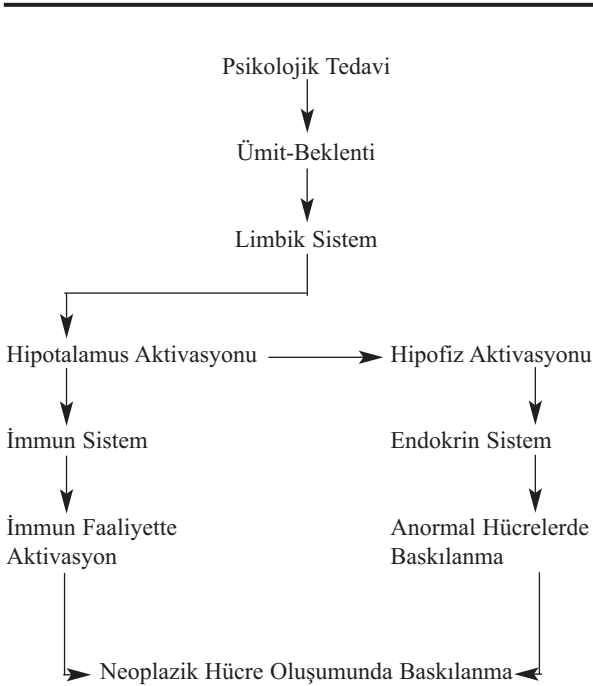 Psikolojik Tedavi
Ümit-Beklenti
Limbik Sistem
Hipotalamus Aktivasyonu
Hipofiz Aktivasyonu
İmmun Sistem
Endokrin Sistem
İmmun Faaliyette
Aktivasyon
Anormal Hücrelerde
Baskılanma
Neoplazik Hücre Oluşumunda Baskılanma